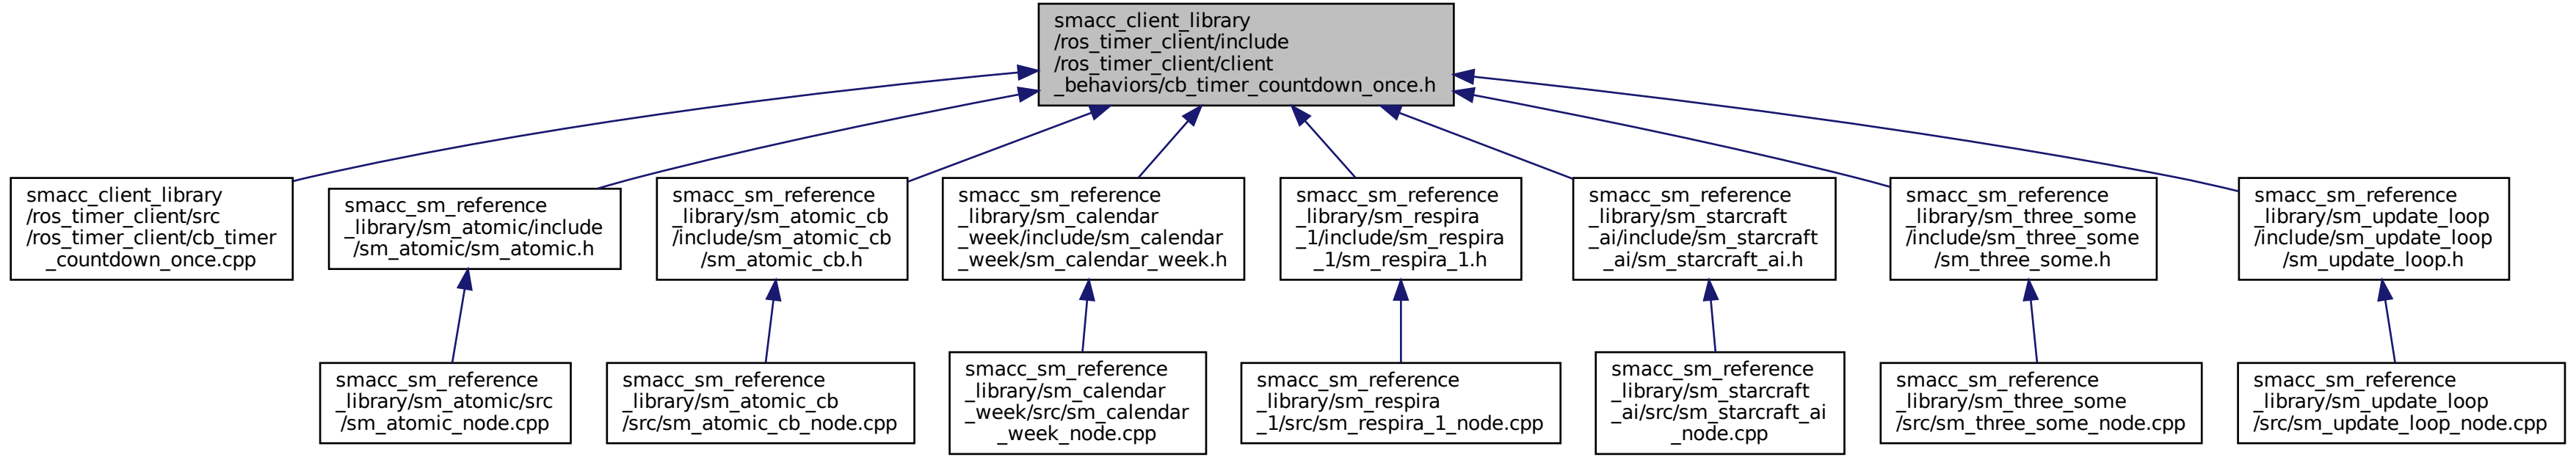 smacc_client_library
/ros_timer_client/include
/ros_timer_client/client
_behaviors/cb_timer_countdown_once.h
smacc_client_library
/ros_timer_client/src
/ros_timer_client/cb_timer
_countdown_once.cpp
smacc_sm_reference
_library/sm_atomic/include
/sm_atomic/sm_atomic.h
smacc_sm_reference
_library/sm_atomic_cb
/include/sm_atomic_cb
/sm_atomic_cb.h
smacc_sm_reference
_library/sm_calendar
_week/include/sm_calendar
_week/sm_calendar_week.h
smacc_sm_reference
_library/sm_respira
_1/include/sm_respira
_1/sm_respira_1.h
smacc_sm_reference
_library/sm_starcraft
_ai/include/sm_starcraft
_ai/sm_starcraft_ai.h
smacc_sm_reference
_library/sm_three_some
/include/sm_three_some
/sm_three_some.h
smacc_sm_reference
_library/sm_update_loop
/include/sm_update_loop
/sm_update_loop.h
smacc_sm_reference
_library/sm_atomic/src
/sm_atomic_node.cpp
smacc_sm_reference
_library/sm_atomic_cb
/src/sm_atomic_cb_node.cpp
smacc_sm_reference
_library/sm_calendar
_week/src/sm_calendar
_week_node.cpp
smacc_sm_reference
_library/sm_respira
_1/src/sm_respira_1_node.cpp
smacc_sm_reference
_library/sm_starcraft
_ai/src/sm_starcraft_ai
_node.cpp
smacc_sm_reference
_library/sm_three_some
/src/sm_three_some_node.cpp
smacc_sm_reference
_library/sm_update_loop
/src/sm_update_loop_node.cpp